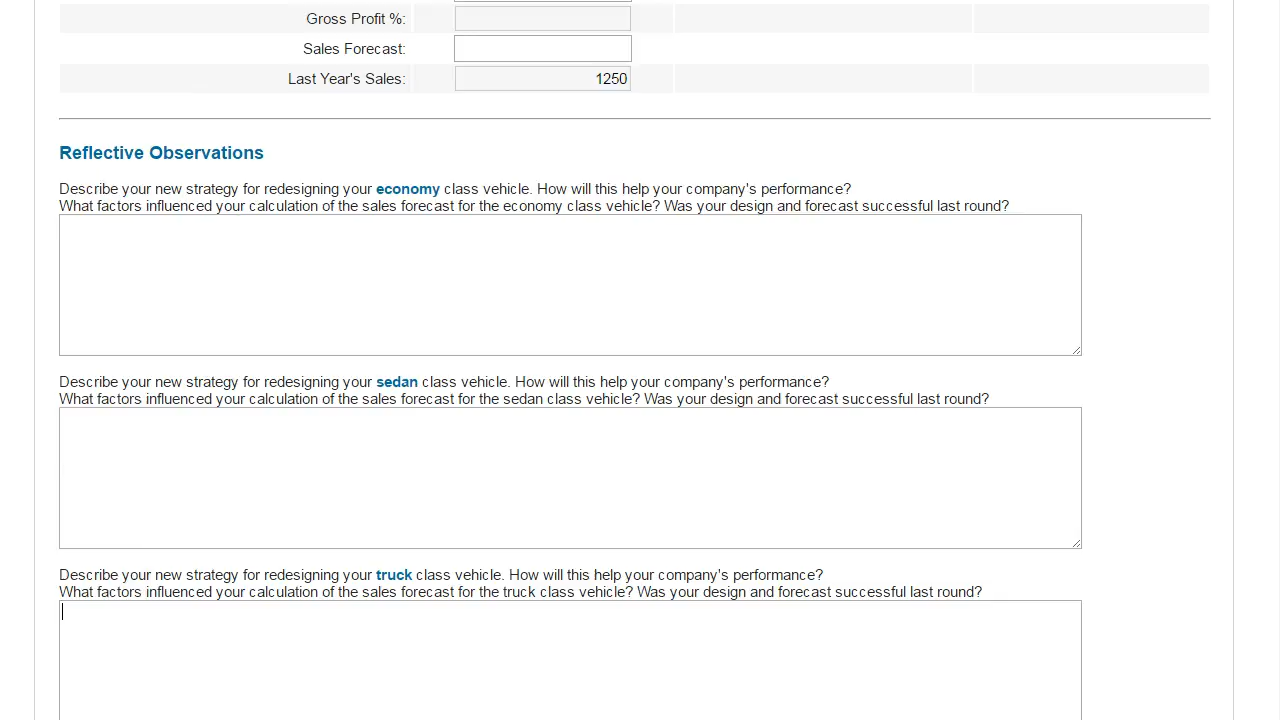 Gross Profit %:
Sales Forecast:
Last Year's Sales: 1250
Reflective Observations
Describe your new strategy for redesigning your economy class vehicle. How will this help your company's performance?
What factors influenced your calculation of the sales forecast for the economy class vehicle? Was your design and forecast successful last round?
Describe your new strategy for redesigning your sedan class vehicle. How will this help your company's performance?
What factors influenced your calculation of the sales forecast for the sedan class vehicle? Was your design and forecast successful last round?
Describe your new strategy for redesigning your truck class vehicle. How will this help your company's performance?
What factors influenced your calculation of the sales forecast for the truck class vehicle? Was your design and forecast successful last round?